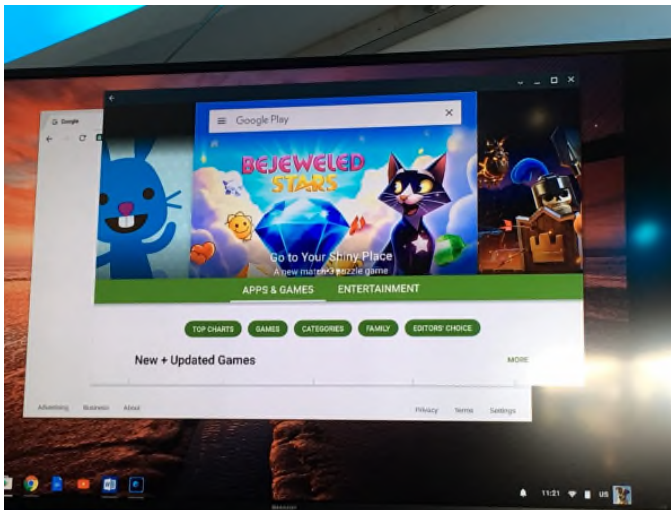 Google
Google Play
BEJEWELED
STARS
Go to Your Shiny Place
A new match-3 puzzle game
APPS & GAMES ENTERTAINMENT
TOP CHARTS GAMES CATEGORIES FAMILY EDITORS' CHOICE
New + Updated Games MORE
Advertising Business About Privacy Terms Settings
11:21 US